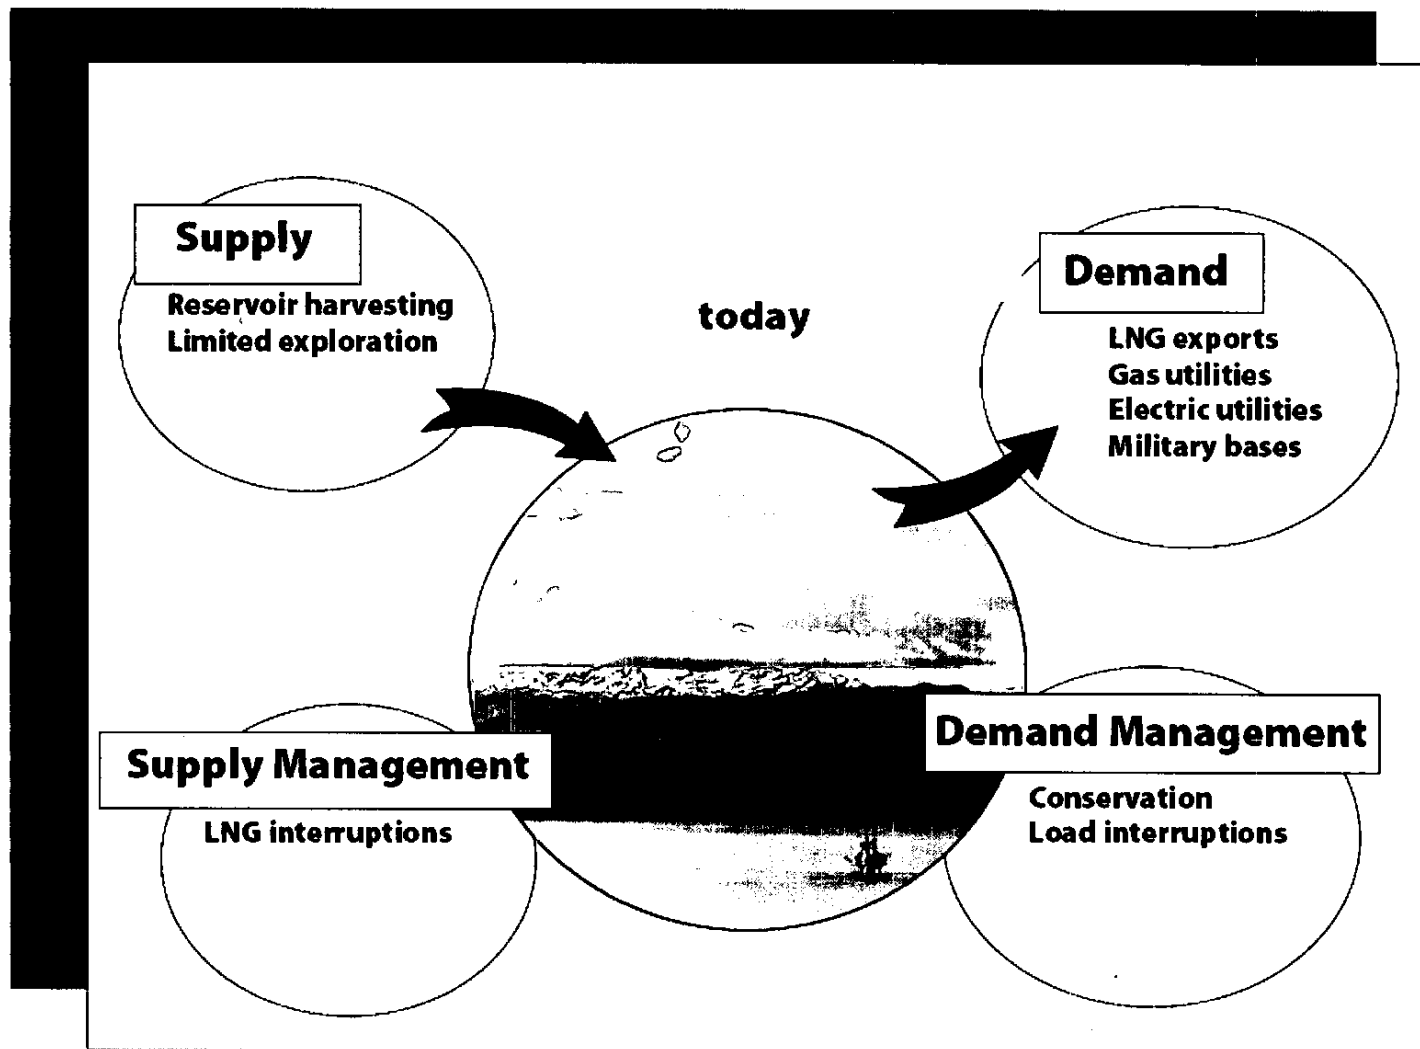 Supply
Reservoir harvesting
Limited exploration
today
Demand
LNG exports
Gas utilities
Electric utilities
Military bases
Supply Management
LNG interruptions
Demand Management
Conservation
Load interruptions